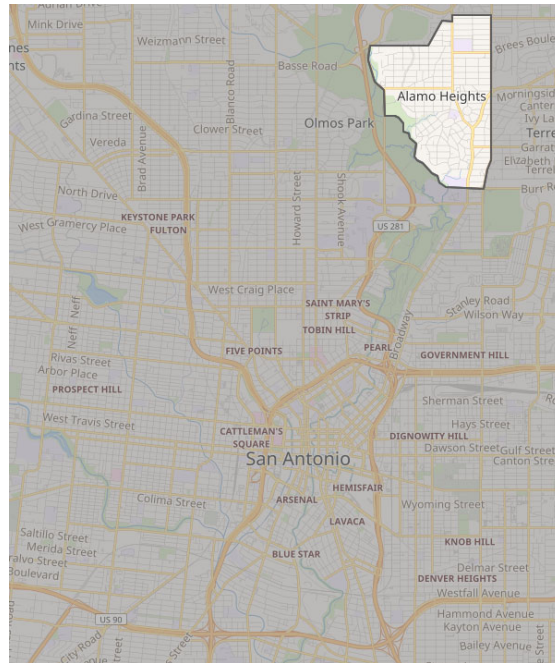 Mink Drive
Weizmann Street
Basse Road
Brees Boule
nes
hts
Blanco Road
Alamo Heights
Morningsid
Canter
Ivy La
Gardina Street
Clower Street
Olmos Park
Terre
Vereda
Brad Avenue
Garrat
Elizabeth
Terrel
Burr Ro
North Drive
Howard Street
Shook Avenue
KEYSTONE PARK
FULTON
West Gramercy Place
US 281
West Craig Place
SAINT MARY'S
STRIP
TOBIN HILL
Stanley Road
Wilson Way
Broadway
Neff
Neff
Rivas Street
Arbor Place
FIVE POINTS
PEARL
GOVERNMENT HILL
PROSPECT HILL
Sherman Street
West Travis Street
CATTLEMAN'S
SQUARE
DIGNOWITY HILL
Hays Street
Dawson Street
Gulf Street
Canton Stre
San Antonio
Colima Street
ARSENAL
HEMISFAIR
Wyoming Street
LAVACA
Saltillo Street
Merida Street
ralvo Street
Boulevard
BLUE STAR
KNOB HILL
Delmar Street
DENVER HEIGHTS
Westfall Avenue
US 90
Hammond Avenue
Kayton Avenue
City Road
Bailey Avenue